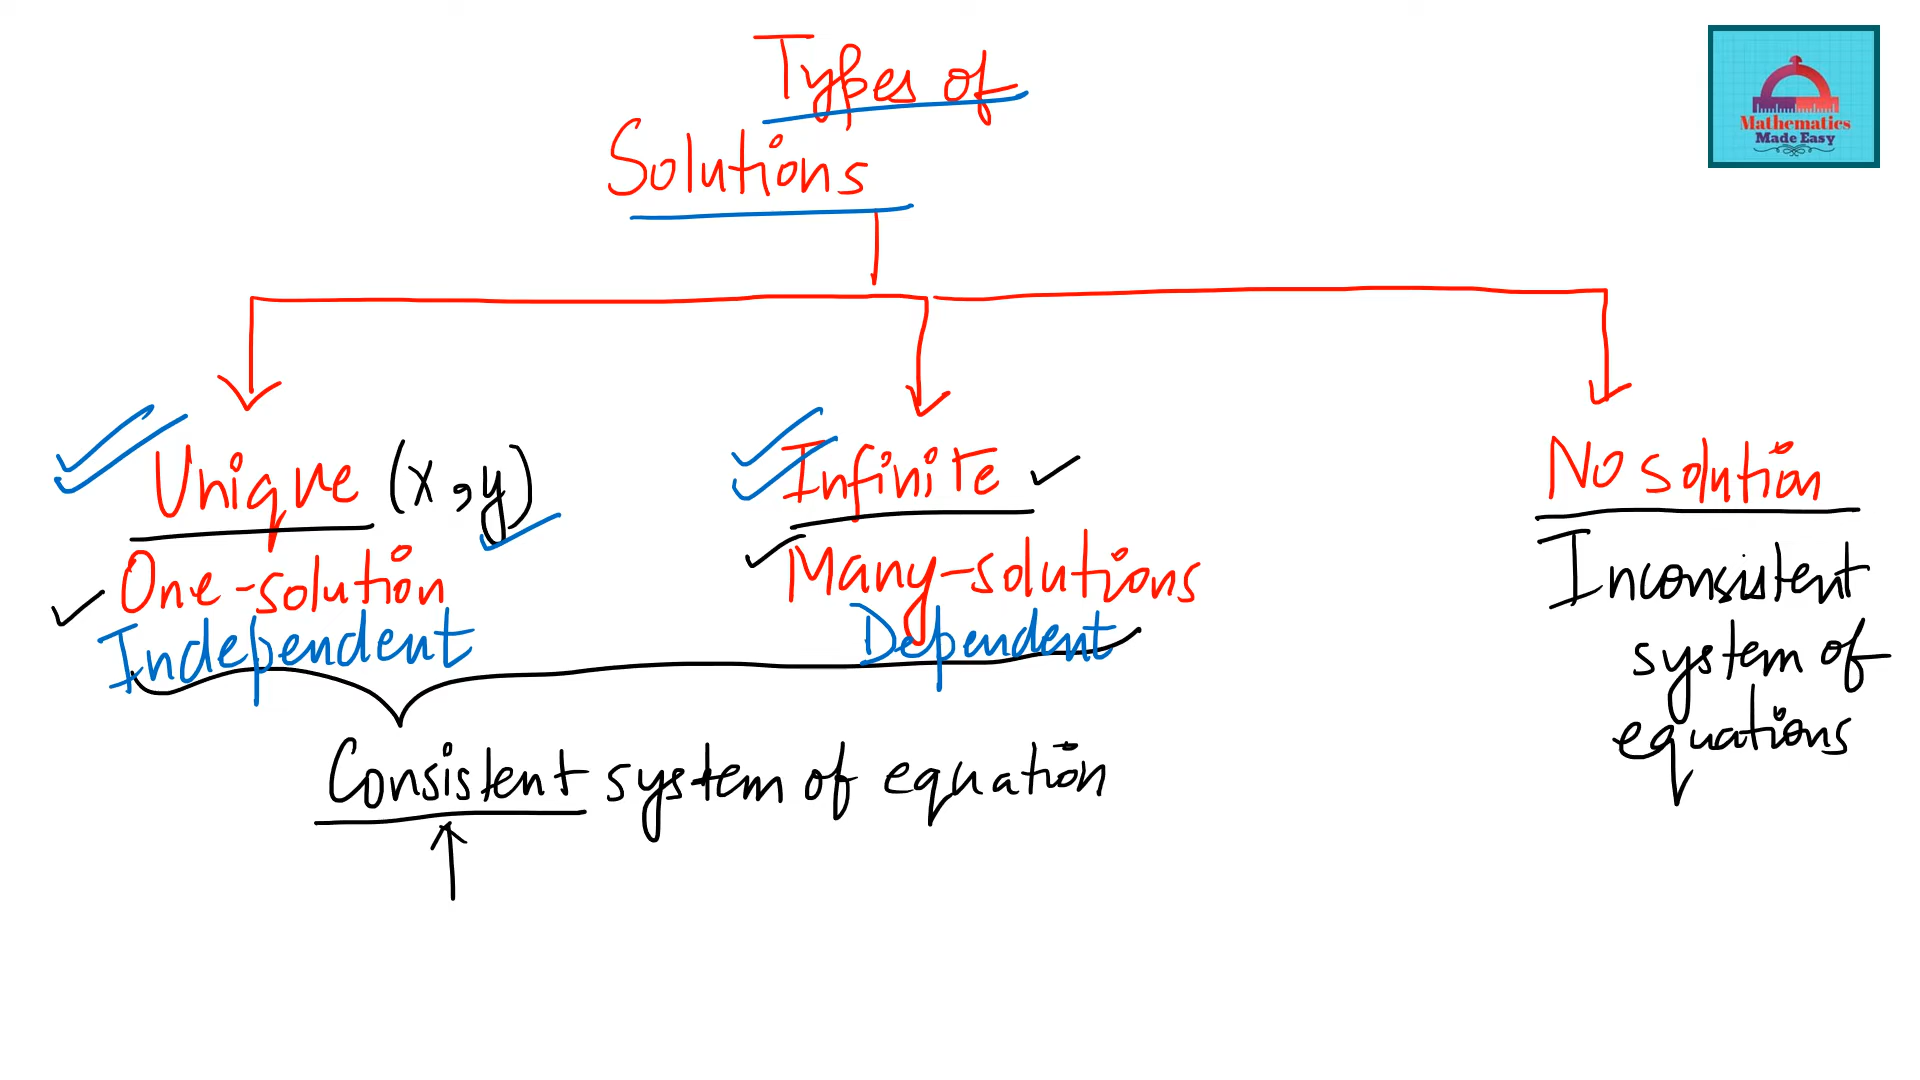 Types of
Solutions
Mathematics
Made Easy
Unique (x,y)
One-solution
Independent
Infinite
Many-solutions
Dependent
No solution
Inconsistent
system of
equations
Consistent system of equation